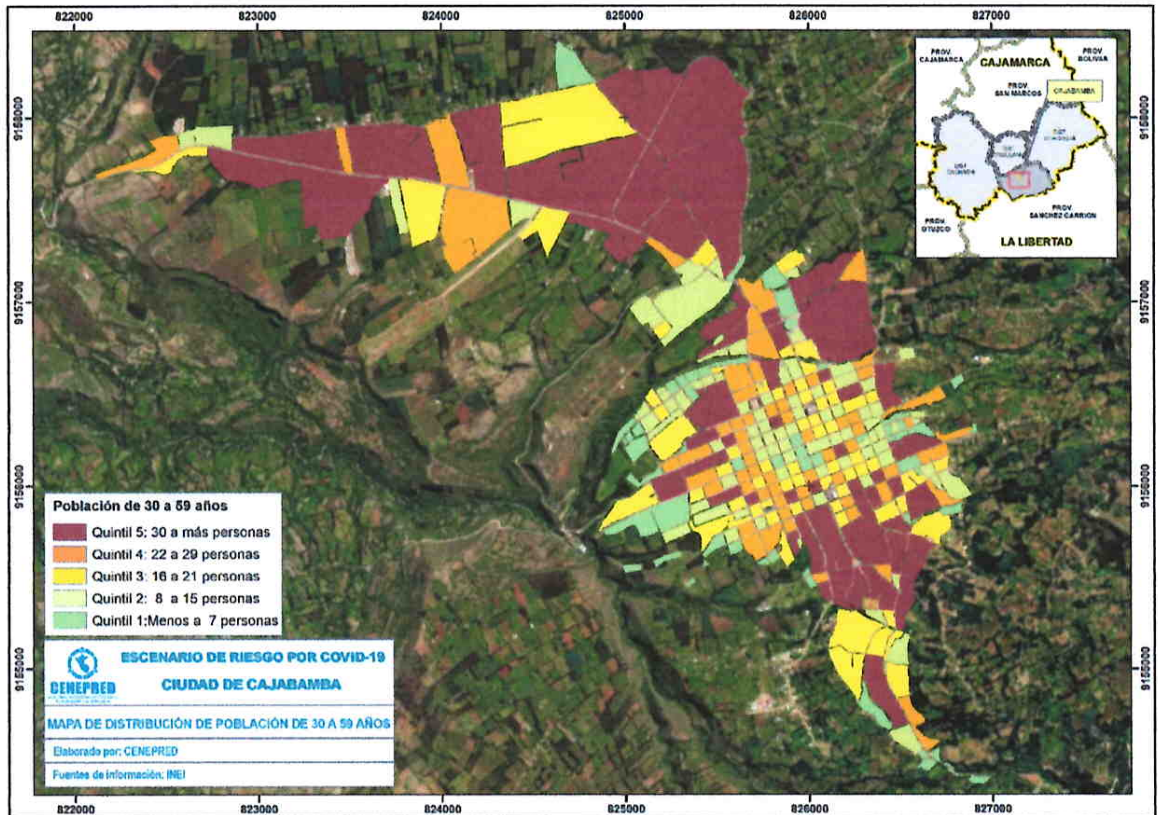 822000 823000 824000 825000 826000 827000
9158000
9157000
9156000
9155000
PROV. CAJAMARCA
CAJAMARCA
PROV. BOLIVAR
PROV. SAN MARCOS
CAJABAMBA
PROV. OTUZCO
PROV. SANCHEZ CARRION
LA LIBERTAD
9158000
9157000
9156000
9155000
Población de 30 a 59 años
Quintil 5: 30 a más personas
Quintil 4: 22 a 29 personas
Quintil 3: 16 a 21 personas
Quintil 2: 8 a 15 personas
Quintil 1:Menos a 7 personas
CENEPRED
ESCENARIO DE RIESGO POR COVID-19
CIUDAD DE CAJABAMBA
MAPA DE DISTRIBUCIÓN DE POBLACIÓN DE 30 A 59 AÑOS
Elaborado por: CENEPRED
Fuentes de información: INEI
822000 823000 824000 825000 826000 827000